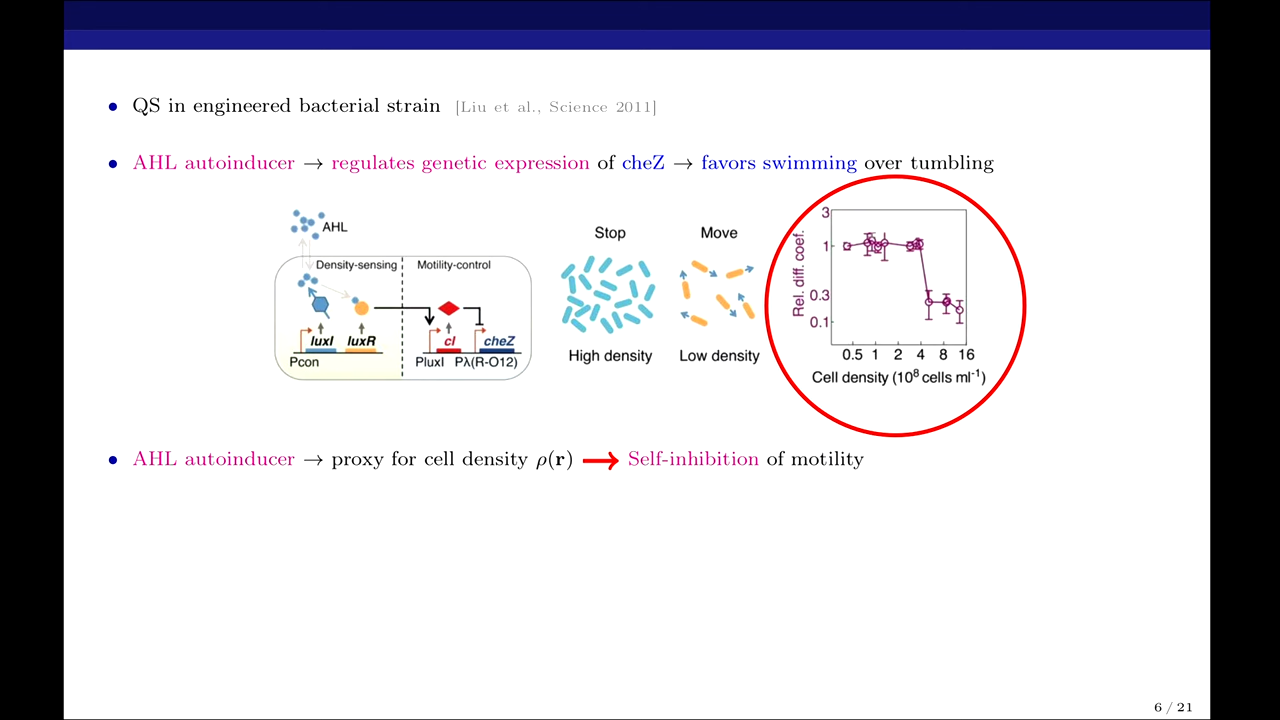 QS in engineered bacterial strain [Liu et al., Science 2011]
AHL autoinducer → regulates genetic expression of cheZ → favors swimming over tumbling
AHL
Density-sensing
Motility-control
luxI
luxR
cI
cheZ
Pcon
PluxI
Pλ(R-O12)
Stop
Move
High density
Low density
Rel. diff. coef.
3
1
0.3
0.1
0.5 1 2 4 8 16
Cell density (10⁸ cells ml⁻¹)
AHL autoinducer → proxy for cell density ρ(r) → Self-inhibition of motility
6 / 21